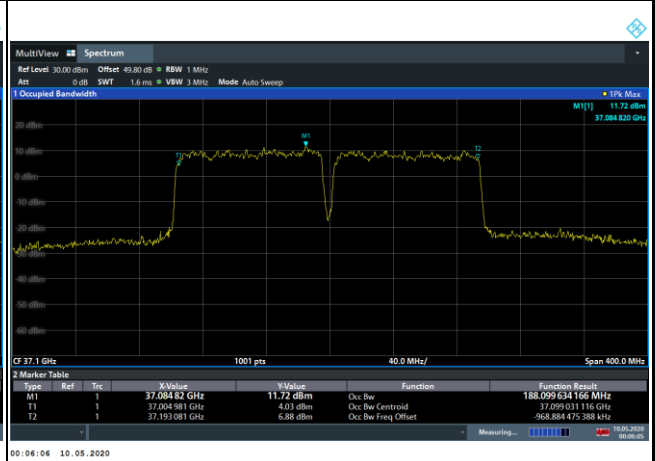 MultiView Spectrum
Ref Level 30.00 dBm Offset 49.80 dB RBW 1 MHz
Att 0 dB SWT 1.6 ms VBW 3 MHz Mode Auto Sweep
1 Occupied Bandwidth 1Pk Max
M1[1] 11.72 dBm
37.084 820 GHz
20 dBm
M1
10 dBm T1 T2
0 dBm
-10 dBm
-20 dBm
-30 dBm
-40 dBm
-50 dBm
-60 dBm
CF 37.1 GHz 1001 pts 40.0 MHz/ Span 400.0 MHz
2 Marker Table
Type Ref Trc X-Value Y-Value Function Function Result
M1 1 37.084 82 GHz 11.72 dBm Occ Bw 188.099 634 166 MHz
T1 1 37.004 981 GHz 4.03 dBm Occ Bw Centroid 37.099 031 116 GHz
T2 1 37.193 081 GHz 6.88 dBm Occ Bw Freq Offset -968.884 475 388 kHz
Measuring... 10.05.2020
00:06:05
00:06:06 10.05.2020